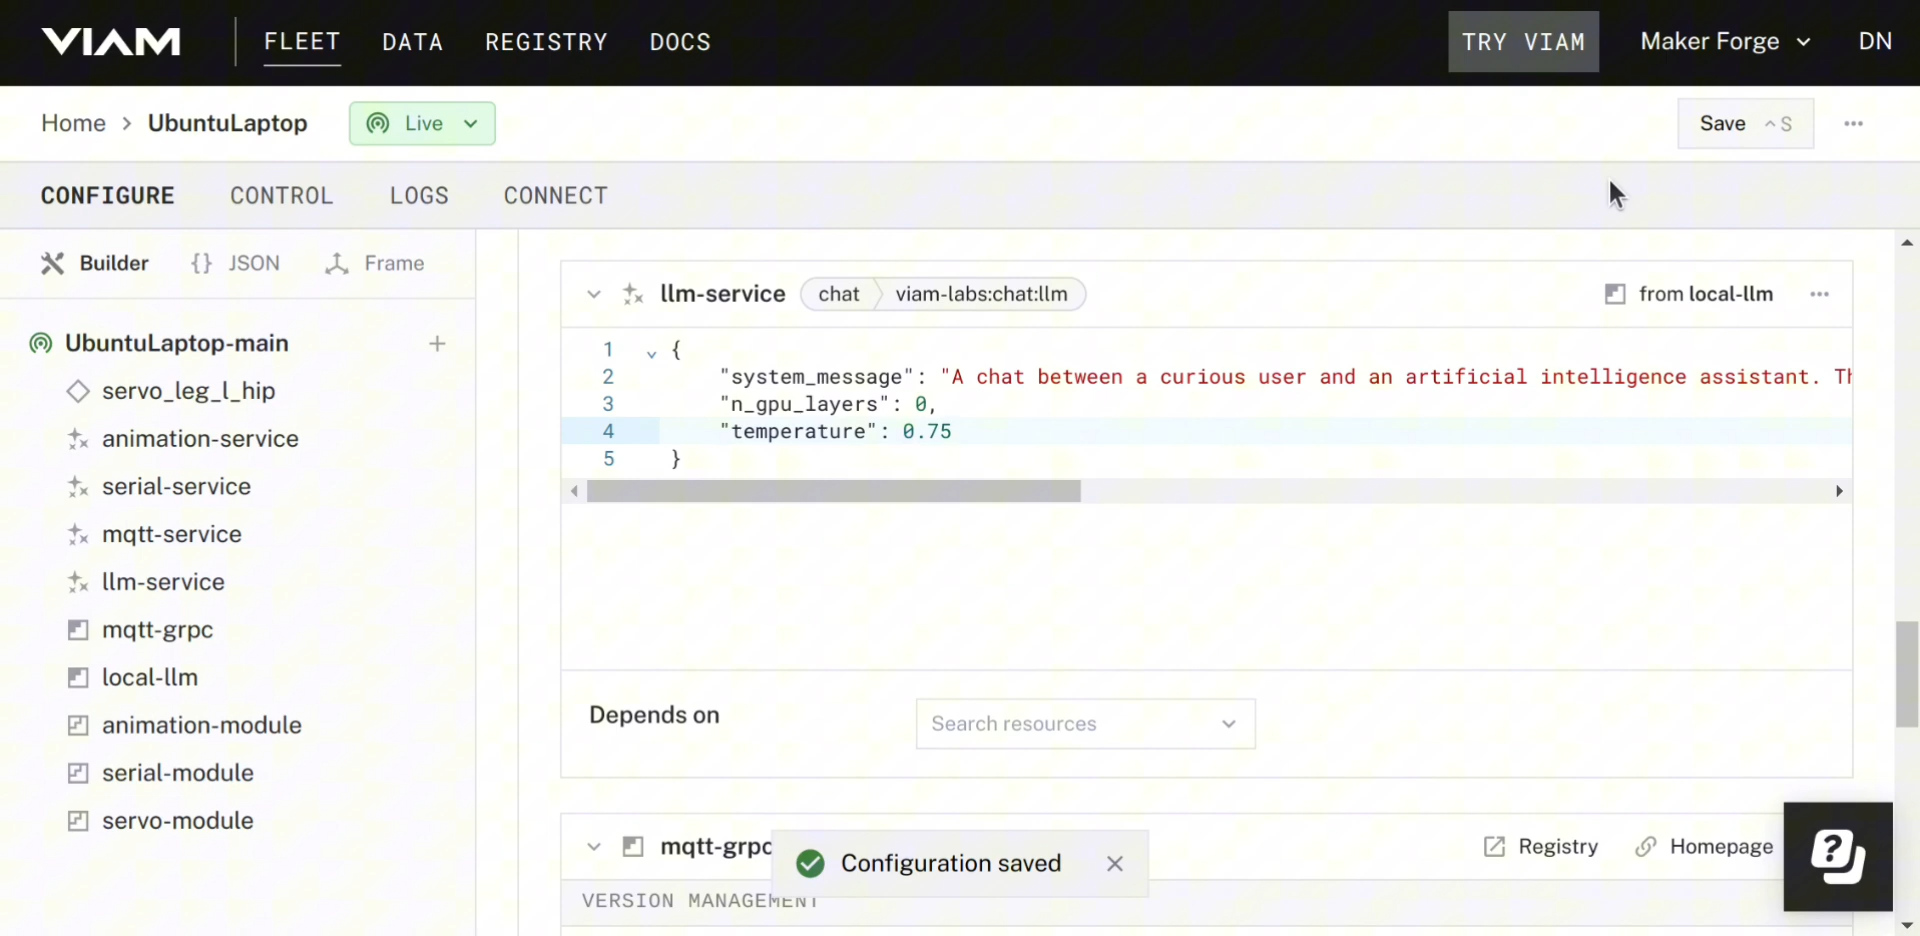 VIAM FLEET DATA REGISTRY DOCS TRY VIAM Maker Forge DN
Home > UbuntuLaptop Live Save ^S ...
CONFIGURE CONTROL LOGS CONNECT
Builder {} JSON Frame
UbuntuLaptop-main +
servo_leg_l_hip
animation-service
serial-service
mqtt-service
llm-service
mqtt-grpc
local-llm
animation-module
serial-module
servo-module
llm-service chat viam-labs:chat:llm from local-llm ...
1 {
2 "system_message": "A chat between a curious user and an artificial intelligence assistant. Th
3 "n_gpu_layers": 0,
4 "temperature": 0.75
5 }
Depends on Search resources
mqtt-grpc Registry Homepage
Configuration saved
VERSION MANAGEMENT